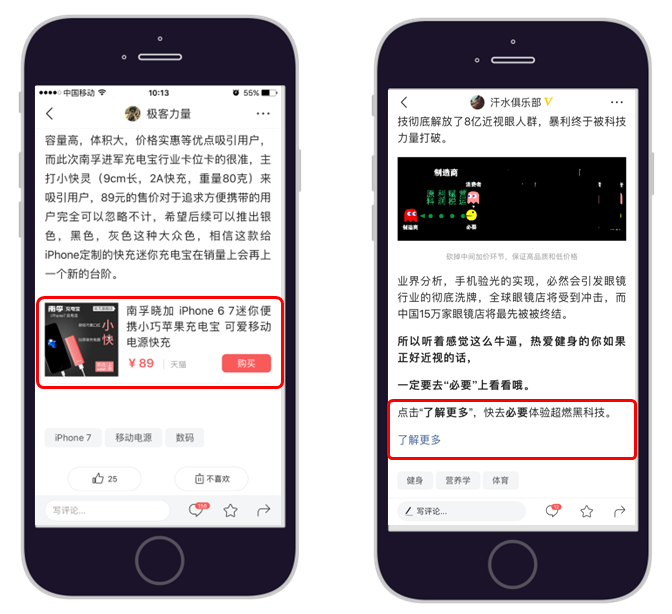 中国移动
10:13
55%
极客力量
容量高，体积大，价格实惠等优点吸引用户，
而此次南孚进军充电宝行业卡位卡的很准，主
打小快灵（9cm长，2A快充，重量80克）来
吸引用户，89元的售价对于追求方便携带的用
户完全可以忽略不计，希望后续可以推出银
色，黑色，灰色这种大众色，相信这款给
iPhone定制的快充迷你充电宝在销量上会再上
一个新的台阶。
南孚 充电宝
小
快
南孚晓加 iPhone 6 7迷你便
携小巧苹果充电宝 可爱移动
电源快充
¥ 89
天猫
购买
iPhone 7
移动电源
数码
25
不喜欢
写评论...
158
汗水俱乐部
技彻底解放了8亿近视眼人群，暴利终于被科技
力量打破。
制造商
消费者
制造商
必要
砍掉中间加价环节，保证高品质和低价格
业界分析，手机验光的实现，必然会引发眼镜
行业的彻底洗牌，全球眼镜店将受到冲击，而
中国15万家眼镜店将最先被被终结。
所以听着感觉这么牛逼，热爱健身的你如果
正好近视的话，
一定要去“必要”上看看哦。
点击“了解更多”，快去必要体验超燃黑科技。
了解更多
健身
营养学
体育
写评论...